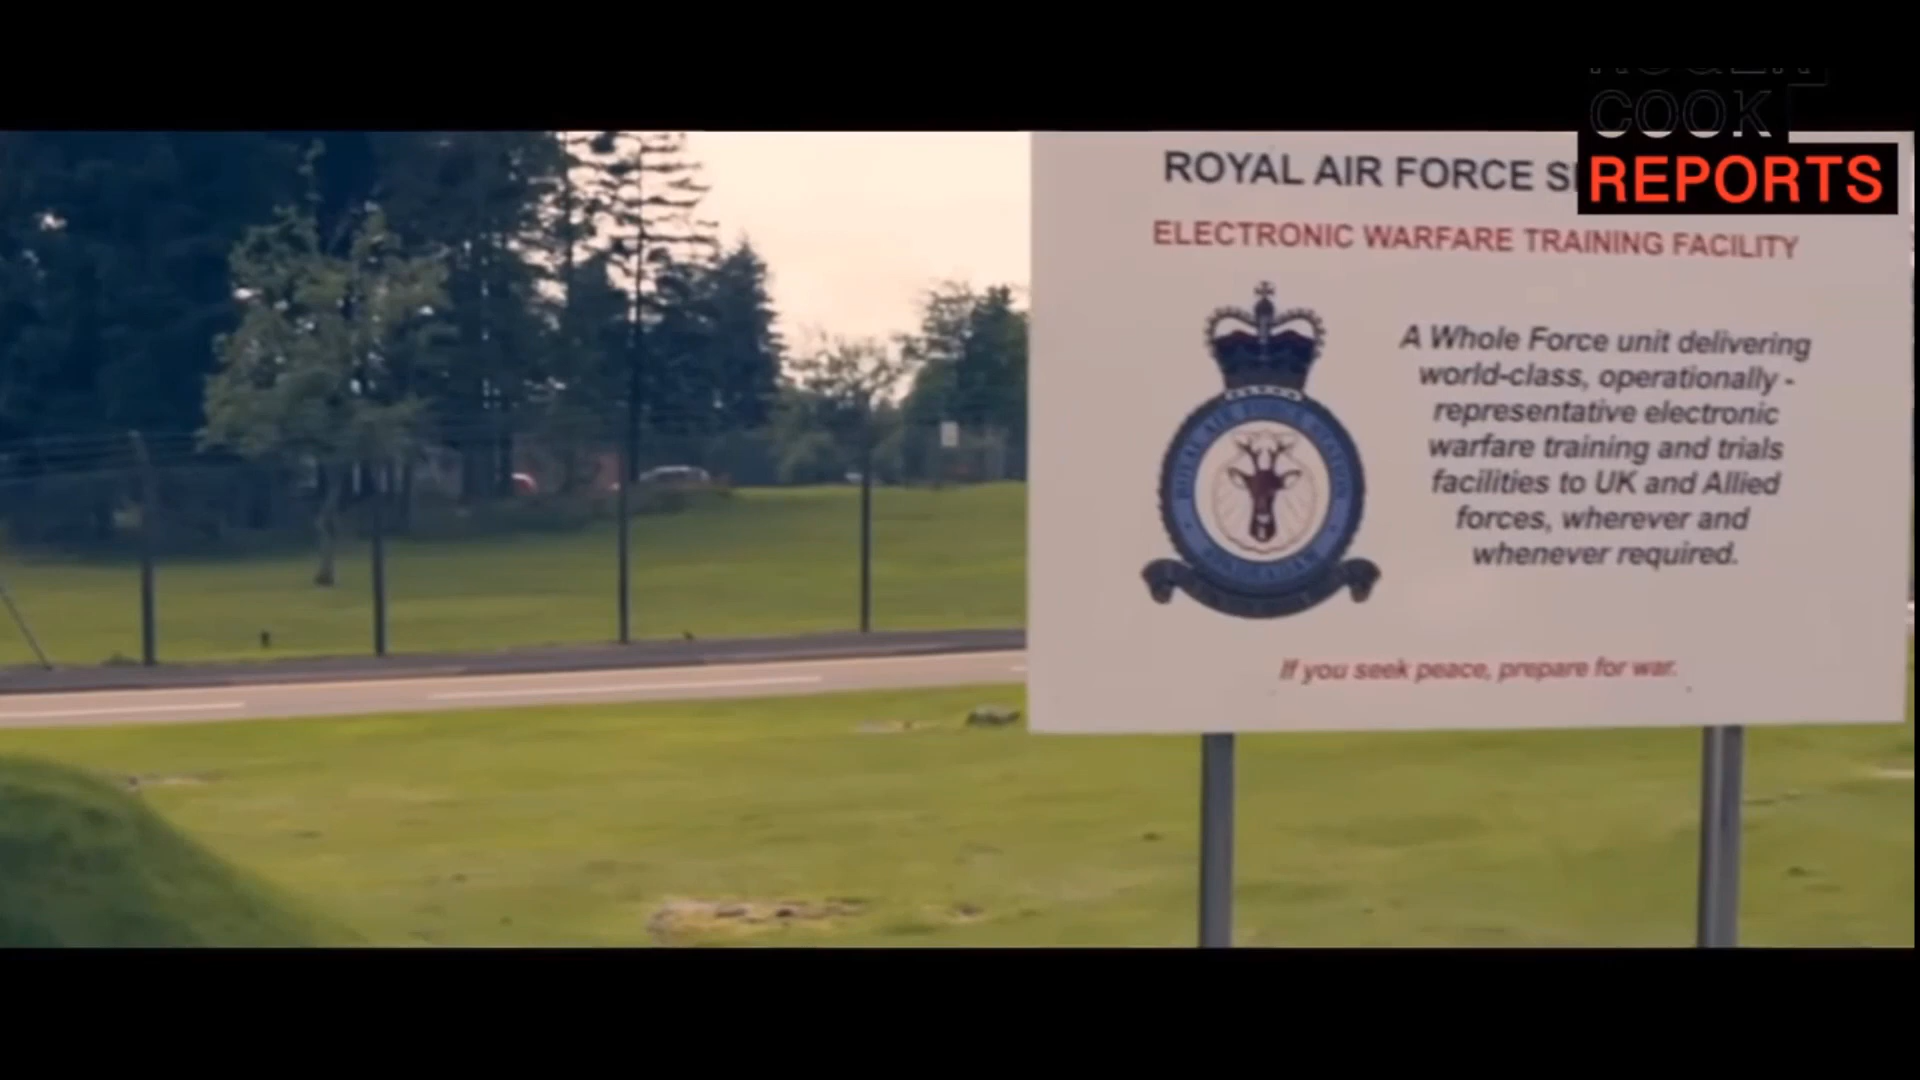 COOK
REPORTS
ROYAL AIR FORCE
ELECTRONIC WARFARE TRAINING FACILITY
A Whole Force unit delivering
world-class, operationally -
representative electronic
warfare training and trials
facilities to UK and Allied
forces, wherever and
whenever required.
If you seek peace, prepare for war.